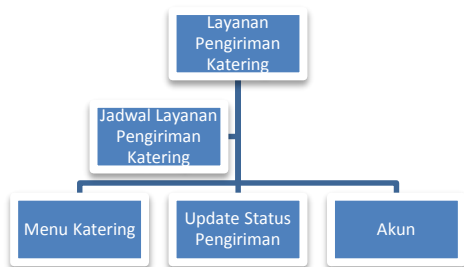 Layanan
Pengiriman
Katering
Jadwal Layanan
Pengiriman
Katering
Menu Katering
Update Status
Pengiriman
Akun